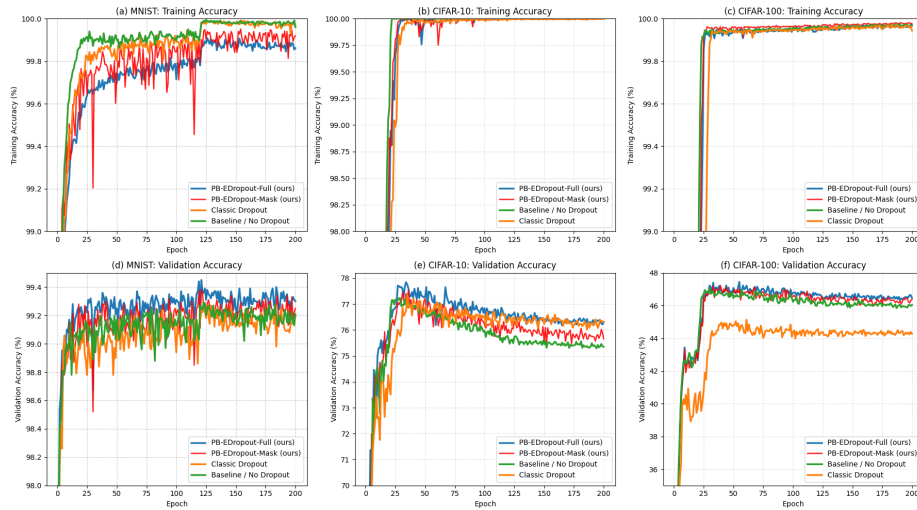 (a) MNIST: Training Accuracy
Training Accuracy (%)
100.0
99.8
99.6
99.4
99.2
99.0
0 25 50 75 100 125 150 175 200
Epoch
PB-EDropout-Full (ours)
PB-EDropout-Mask (ours)
Classic Dropout
Baseline / No Dropout
(b) CIFAR-10: Training Accuracy
Training Accuracy (%)
100.00
99.75
99.50
99.25
99.00
98.75
98.50
98.25
98.00
0 25 50 75 100 125 150 175 200
Epoch
PB-EDropout-Full (ours)
PB-EDropout-Mask (ours)
Baseline / No Dropout
Classic Dropout
(c) CIFAR-100: Training Accuracy
Training Accuracy (%)
100.0
99.8
99.6
99.4
99.2
99.0
0 25 50 75 100 125 150 175 200
Epoch
PB-EDropout-Full (ours)
PB-EDropout-Mask (ours)
Baseline / No Dropout
Classic Dropout
(d) MNIST: Validation Accuracy
Validation Accuracy (%)
99.4
99.2
99.0
98.8
98.6
98.4
98.2
98.0
0 25 50 75 100 125 150 175 200
Epoch
PB-EDropout-Full (ours)
PB-EDropout-Mask (ours)
Classic Dropout
Baseline / No Dropout
(e) CIFAR-10: Validation Accuracy
Validation Accuracy (%)
78
77
76
75
74
73
72
71
70
0 25 50 75 100 125 150 175 200
Epoch
PB-EDropout-Full (ours)
PB-EDropout-Mask (ours)
Baseline / No Dropout
Classic Dropout
(f) CIFAR-100: Validation Accuracy
Validation Accuracy (%)
48
46
44
42
40
38
36
0 25 50 75 100 125 150 175 200
Epoch
PB-EDropout-Full (ours)
PB-EDropout-Mask (ours)
Baseline / No Dropout
Classic Dropout